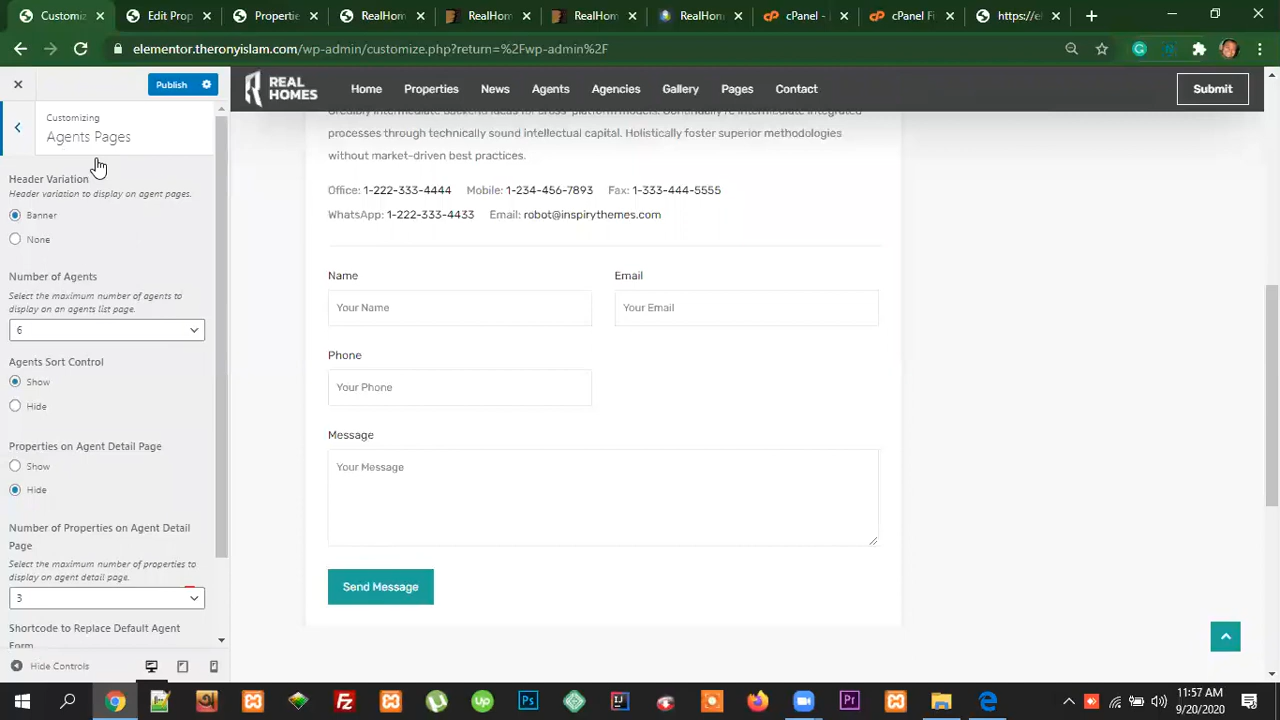 Customiz
Edit Prop
Propertie
RealHom
RealHom
RealHom
RealHom
cPanel -
cPanel F
https://el
elementor.theronyislam.com/wp-admin/customize.php?return=%2Fwp-admin%2F
Publish
REAL
HOMES
Home Properties News Agents Agencies Gallery Pages Contact Submit
Customizing
Agents Pages
Header Variation
Header variation to display on agent pages.
Banner
None
Number of Agents
Select the maximum number of agents to
display on an agents list page.
6
Agents Sort Control
Show
Hide
Properties on Agent Detail Page
Show
Hide
Number of Properties on Agent Detail
Page
Select the maximum number of properties to
display on agent detail page.
3
Shortcode to Replace Default Agent
Form
Hide Controls
processes through technically sound intellectual capital. Holistically foster superior methodologies
without market-driven best practices.
Office: 1-222-333-4444 Mobile: 1-234-456-7893 Fax: 1-333-444-5555
WhatsApp: 1-222-333-4433 Email: robot@inspirythemes.com
Name
Email
Your Name
Your Email
Phone
Your Phone
Message
Your Message
Send Message
11:57 AM
9/20/2020